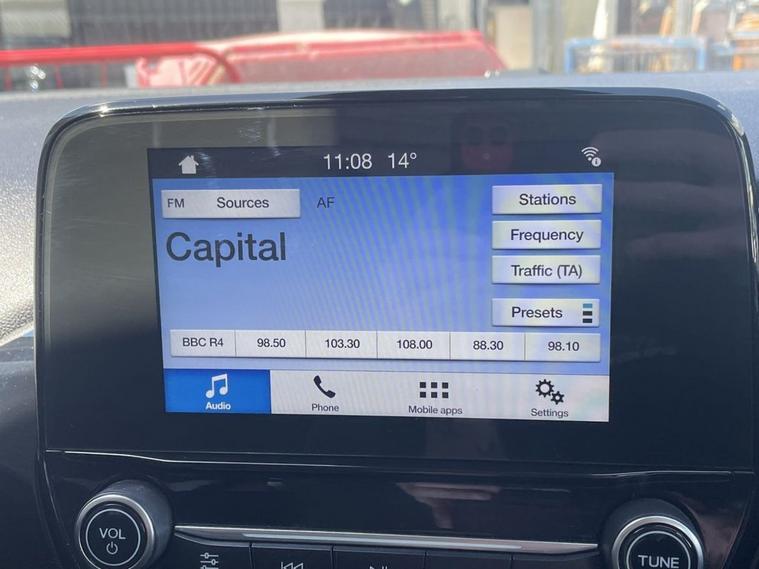 11:08 14°
FM Sources AF Stations
Capital
Frequency
Traffic (TA)
Presets
BBC R4 98.50 103.30 108.00 88.30 98.10
Audio Phone Mobile apps Settings
VOL
TUNE